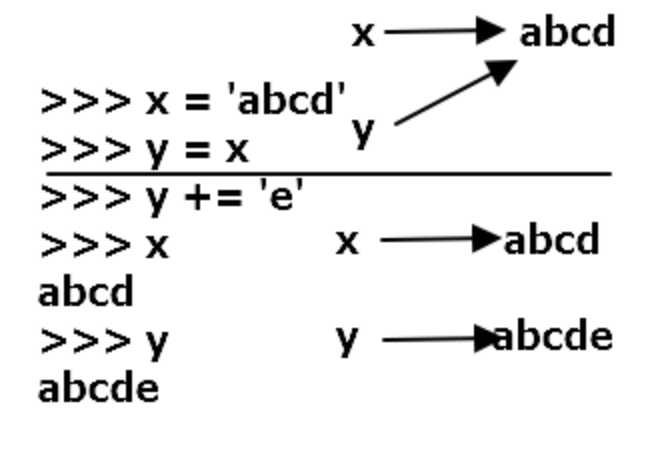 x abcd
>>> x = 'abcd'
y
>>> y = x
>>> y += 'e'
>>> x x abcd
abcd
>>> y y abcde
abcde